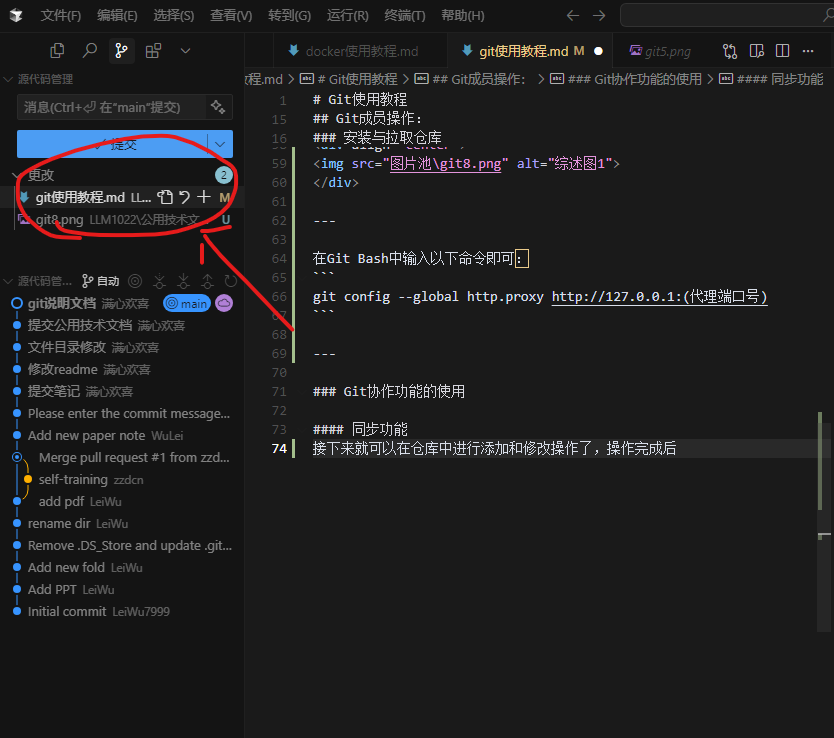 文件(F) 编辑(E) 选择(S) 查看(V) 转到(G) 运行(R) 终端(T) 帮助(H)
docker使用教程.md git使用教程.md M git5.png
源代码管理
教程.md > # Git使用教程 > ## Git成员操作: > ### Git协作功能的使用 > #### 同步功能
消息(Ctrl+⏎ 在"main"提交)
提交
更改 2
git使用教程.md LL... M
git8.png LLM1022\公用技术文... U
源代码管... 自动
git说明文档 满心欢喜 main
提交公用技术文档 满心欢喜
文件目录修改 满心欢喜
修改readme 满心欢喜
提交笔记 满心欢喜
Please enter the commit message...
Add new paper note WuLei
Merge pull request #1 from zzd...
self-training zzdcn
add pdf LeiWu
rename dir LeiWu
Remove .DS_Store and update .git...
Add new fold LeiWu
Add PPT LeiWu
Initial commit LeiWu7999
1 # Git使用教程
15 ## Git成员操作:
16 ### 安装与拉取仓库
59 <img src="图片池\git8.png" alt="综述图1">
60 </div>
61
62 ---
63
64 在Git Bash中输入以下命令即可:
65 ```
66 git config --global http.proxy http://127.0.0.1:(代理端口号)
67 ```
68
69 ---
70
71 ### Git协作功能的使用
72
73 #### 同步功能
74 接下来就可以在仓库中进行添加和修改操作了，操作完成后